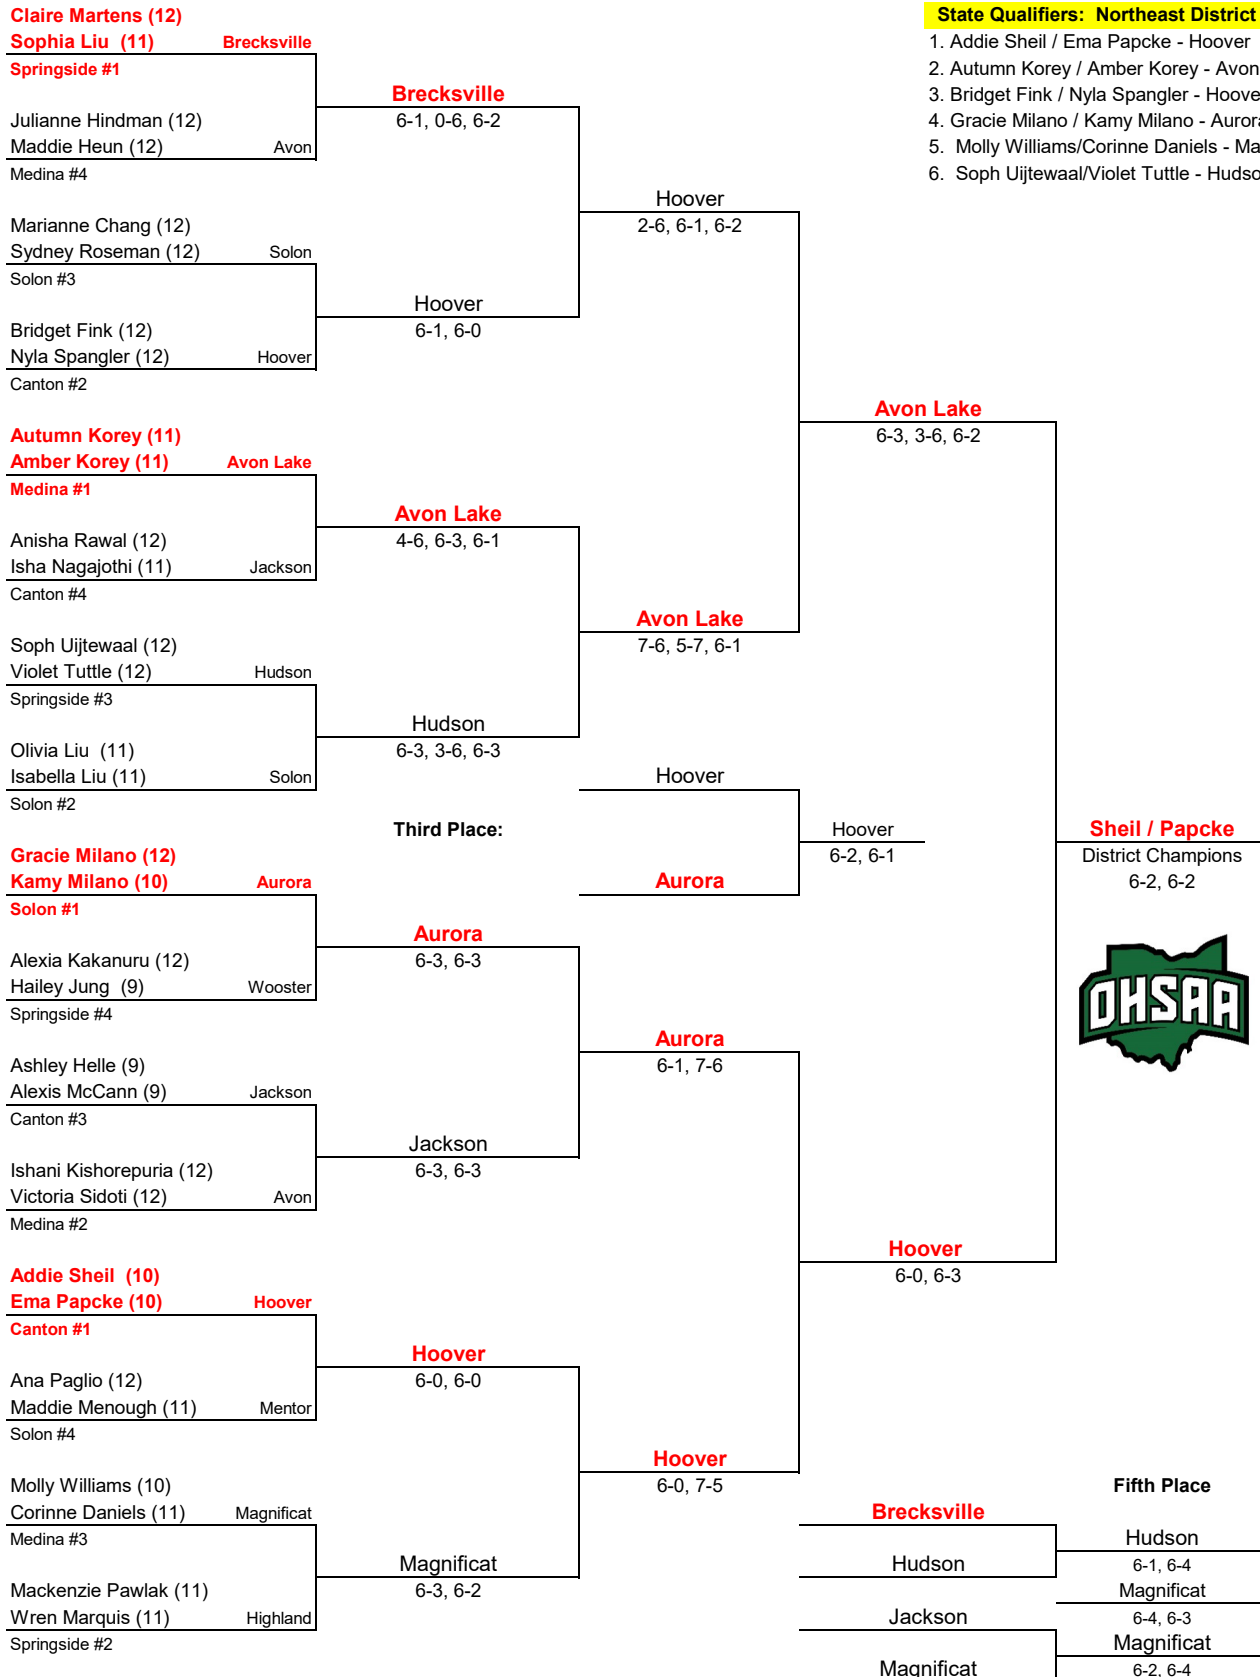 Claire Martens (12)
Sophia Liu (11) Brecksville
Springside #1
Julianne Hindman (12)
Maddie Heun (12) Avon
Medina #4
Marianne Chang (12)
Sydney Roseman (12) Solon
Solon #3
Bridget Fink (12)
Nyla Spangler (12) Hoover
Canton #2
Autumn Korey (11)
Amber Korey (11) Avon Lake
Medina #1
Anisha Rawal (12)
Isha Nagajothi (11) Jackson
Canton #4
Soph Uijtewaal (12)
Violet Tuttle (12) Hudson
Springside #3
Olivia Liu (11)
Isabella Liu (11) Solon
Solon #2
Gracie Milano (12)
Kamy Milano (10) Aurora
Solon #1
Alexia Kakanuru (12)
Hailey Jung (9) Wooster
Springside #4
Ashley Helle (9)
Alexis McCann (9) Jackson
Canton #3
Ishani Kishorepuria (12)
Victoria Sidoti (12) Avon
Medina #2
Addie Sheil (10)
Ema Papcke (10) Hoover
Canton #1
Ana Paglio (12)
Maddie Menough (11) Mentor
Solon #4
Molly Williams (10)
Corinne Daniels (11) Magnificat
Medina #3
Mackenzie Pawlak (11)
Wren Marquis (11) Highland
Springside #2
Brecksville
6-1, 0-6, 6-2
Hoover
6-1, 6-0
Avon Lake
4-6, 6-3, 6-1
Hudson
6-3, 3-6, 6-3
Third Place:
Aurora
6-3, 6-3
Jackson
6-3, 6-3
Hoover
6-0, 6-0
Magnificat
6-3, 6-2
Hoover
2-6, 6-1, 6-2
Avon Lake
7-6, 5-7, 6-1
Hoover
Aurora
Aurora
6-1, 7-6
Hoover
6-0, 7-5
Avon Lake
6-3, 3-6, 6-2
Hoover
6-2, 6-1
Hoover
6-0, 6-3
Brecksville
Hudson
Jackson
Magnificat
State Qualifiers: Northeast District
1. Addie Sheil / Ema Papcke - Hoover
2. Autumn Korey / Amber Korey - Avon
3. Bridget Fink / Nyla Spangler - Hoove
4. Gracie Milano / Kamy Milano - Aurora
5. Molly Williams/Corinne Daniels - Ma
6. Soph Uijtewaal/Violet Tuttle - Hudso
Sheil / Papcke
District Champions
6-2, 6-2
OHSAA
Fifth Place
Hudson
6-1, 6-4
Magnificat
6-4, 6-3
Magnificat
6-2, 6-4